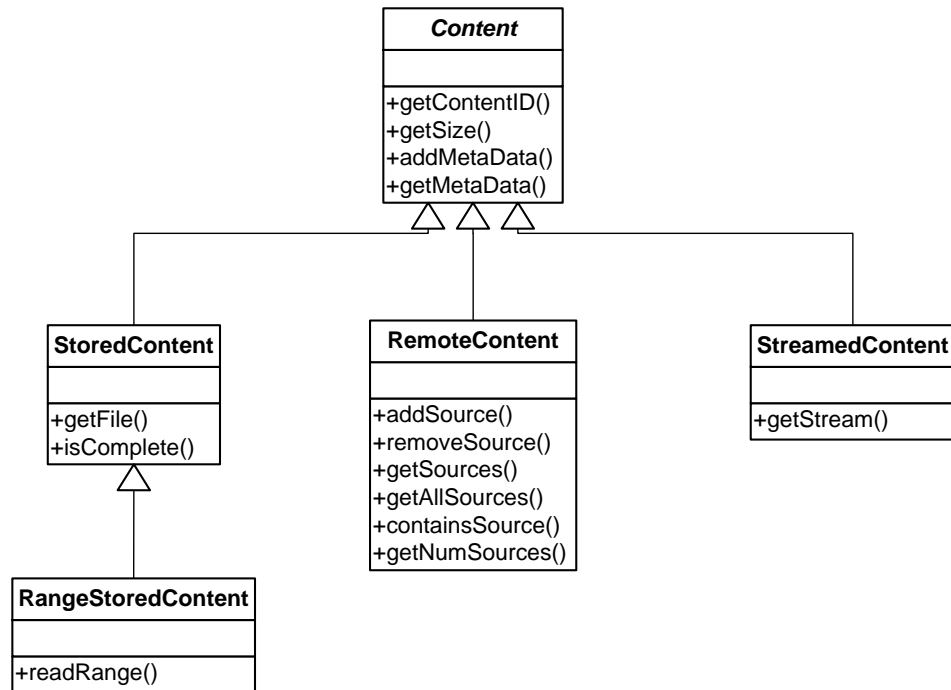 Content
+getContentID()
+getSize()
+addMetaData()
+getMetaData()
StoredContent
+getFile()
+isComplete()
RemoteContent
+addSource()
+removeSource()
+getSources()
+getAllSources()
+containsSource()
+getNumSources()
StreamedContent
+getStream()
RangeStoredContent
+readRange()